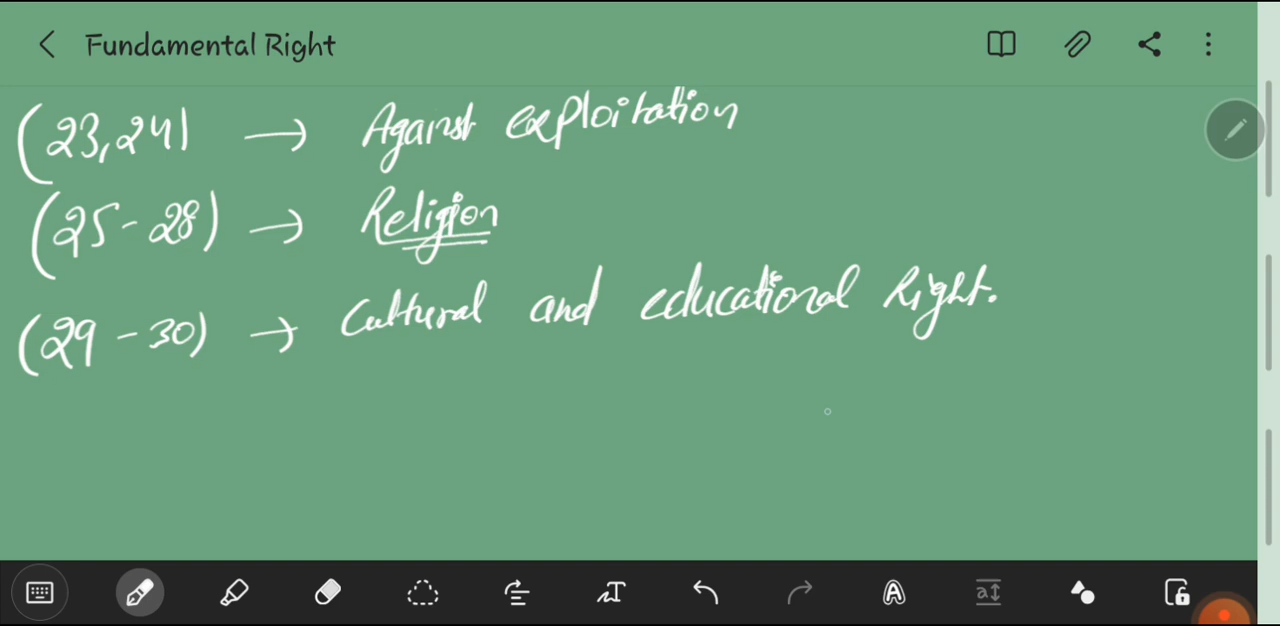 Fundamental Right
(23,24) → Against exploitation
(25-28) → Religion
(29-30) → Cultural and educational Right.